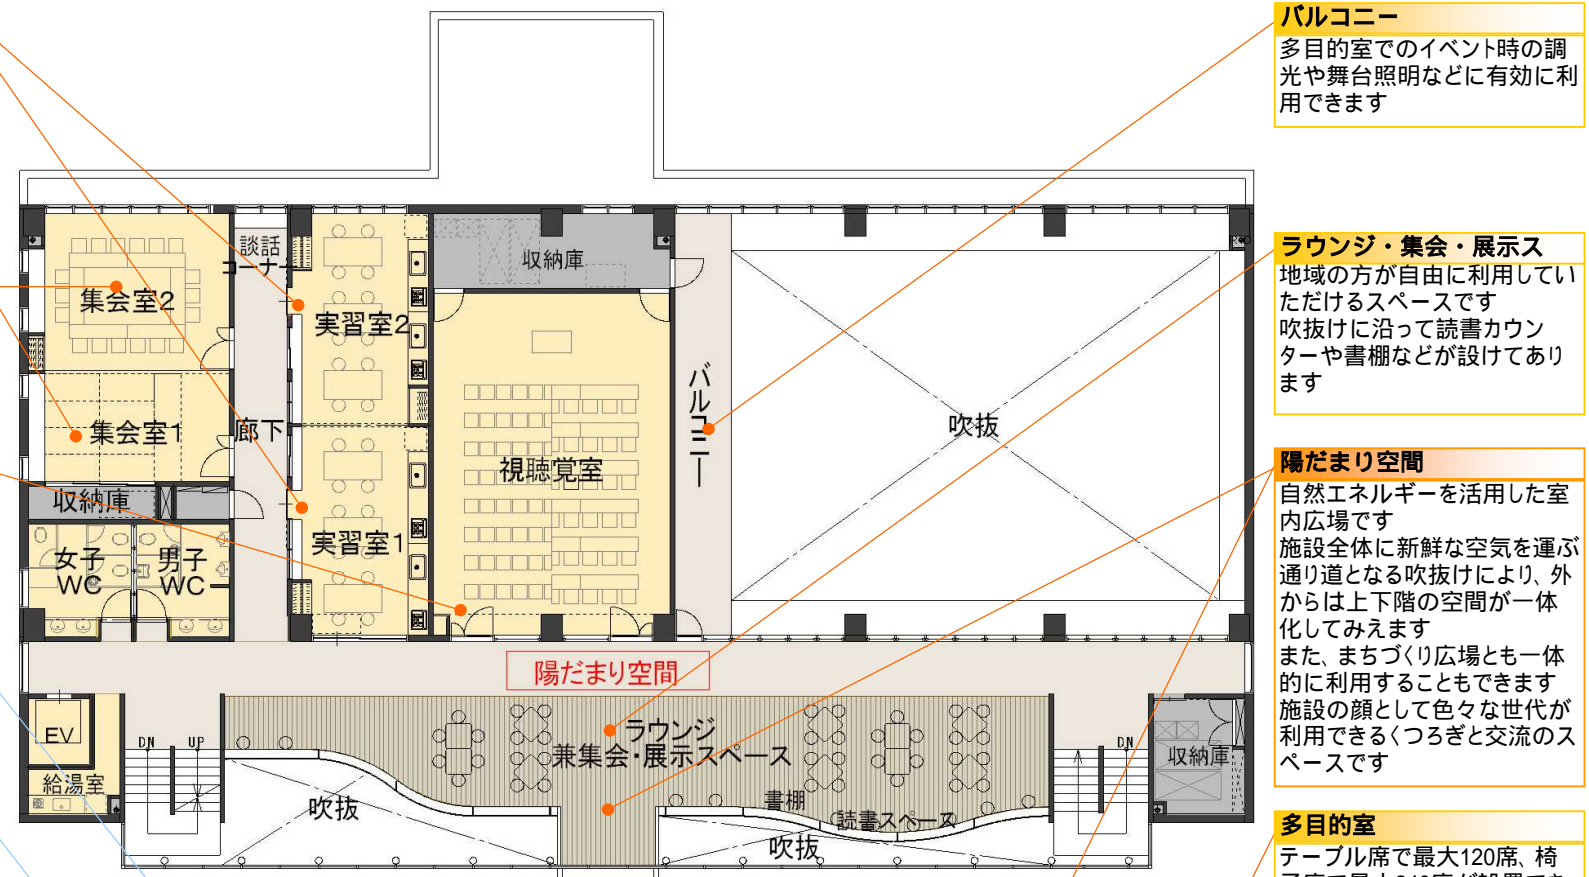 バルコニー
多目的室でのイベント時の調
光や舞台照明などに有効に利
用できます
ラウンジ・集会・展示ス
地域の方が自由に利用してい
ただけるスペースです
吹抜けに沿って読書カウン
ターや書棚などが設けてあり
ます
陽だまり空間
自然エネルギーを活用した室
内広場です
施設全体に新鮮な空気を運ぶ
通り道となる吹抜けにより、外
からは上下階の空間が一体
化してみえます
また、まちづくり広場とも一体
的に利用することもできます
施設の顔として色々な世代が
利用できるくつろぎと交流のス
ペースです
多目的室
テーブル席で最大120席、椅
談話
コーナー
収納庫
集会室2
実習室2
バルコニー
吹抜
集会室1
廊下
視聴覚室
収納庫
実習室1
女子
WC
男子
WC
陽だまり空間
EV
DN
UP
ラウンジ
兼集会・展示スペース
DN
収納庫
給湯室
吹抜
書棚
読書スペース
吹抜